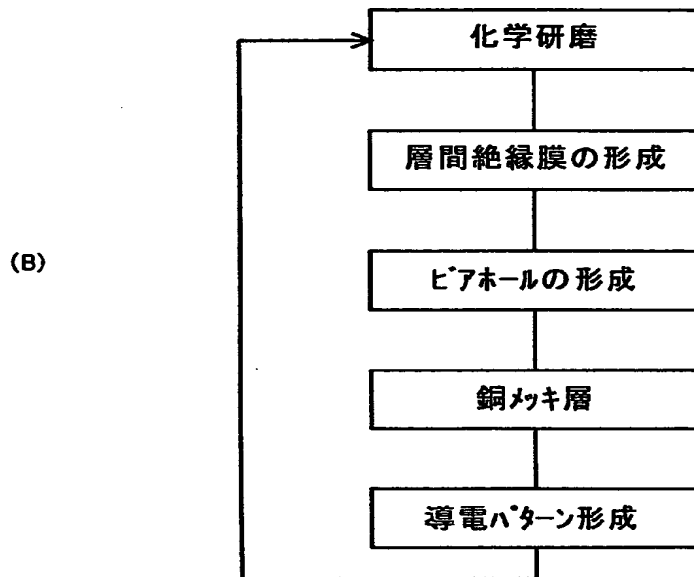 化学研磨
層間絶縁膜の形成
(B)
ビアホールの形成
銅メッキ層
導電パターン形成